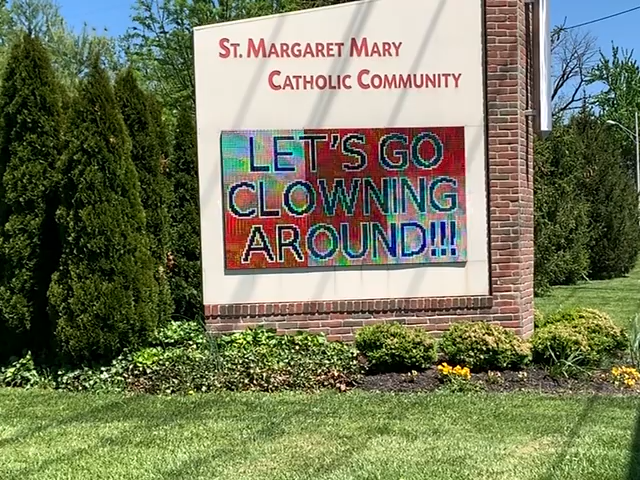 ST. MARGARET MARY
CATHOLIC COMMUNITY
LET'S GO
CLOWNING
AROUND!!!